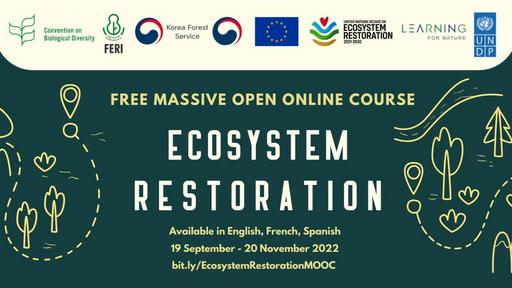 Convention on
Biological Diversity
FERI
Korea Forest
Service
UNITED NATIONS DECADE ON
ECOSYSTEM
RESTORATION
2021-2030
LEARNING
FOR NATURE
U N
D P
FREE MASSIVE OPEN ONLINE COURSE
ECOSYSTEM
RESTORATION
Available in English, French, Spanish
19 September - 20 November 2022
bit.ly/EcosystemRestorationMOOC